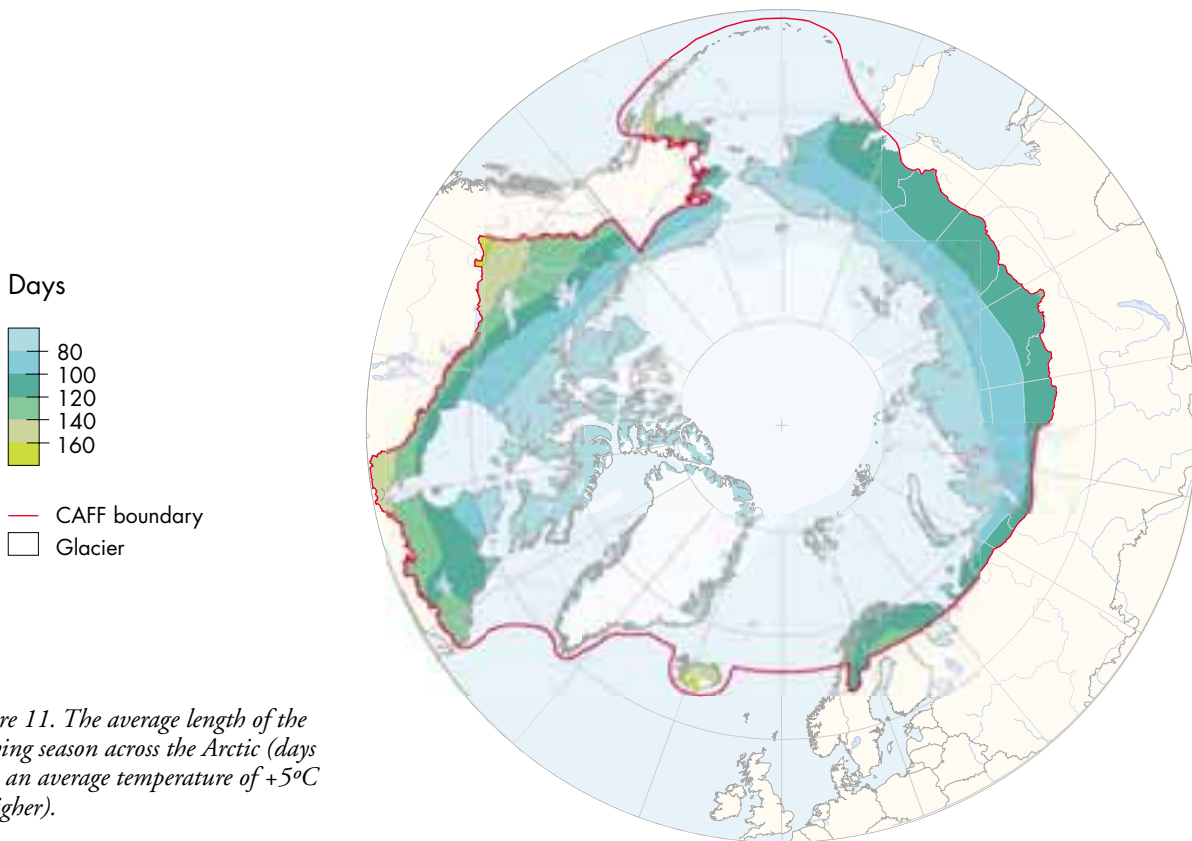 Days
80
100
120
140
160
CAFF boundary
Glacier
re 11. The average length of the
ing season across the Arctic (days
an average temperature of +5ºC
gher).